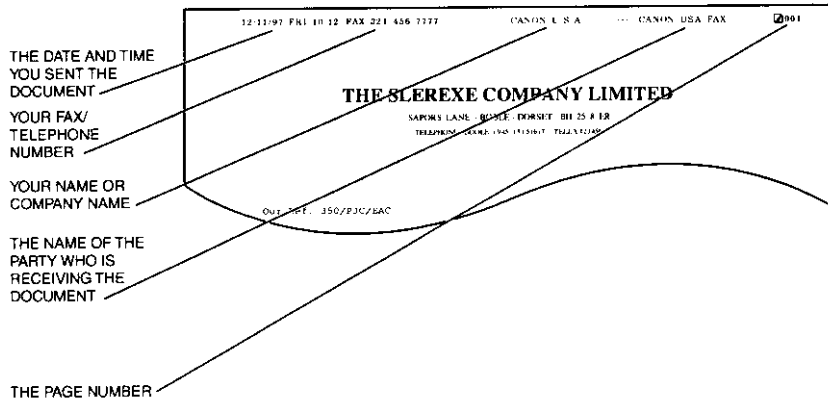 12/11/97 FRI 10 12 FAX 321 456 7777 CANON U S A --- CANON USA FAX 001
THE DATE AND TIME
YOU SENT THE
DOCUMENT
YOUR FAX/
TELEPHONE
NUMBER
YOUR NAME OR
COMPANY NAME
THE NAME OF THE
PARTY WHO IS
RECEIVING THE
DOCUMENT
THE PAGE NUMBER
THE SLEREXE COMPANY LIMITED
SAPORS LANE · BOOLE · DORSET · BH 25 8 ER
TELEPHONE BOOLE
Our Ref. 350/PJC/EAC